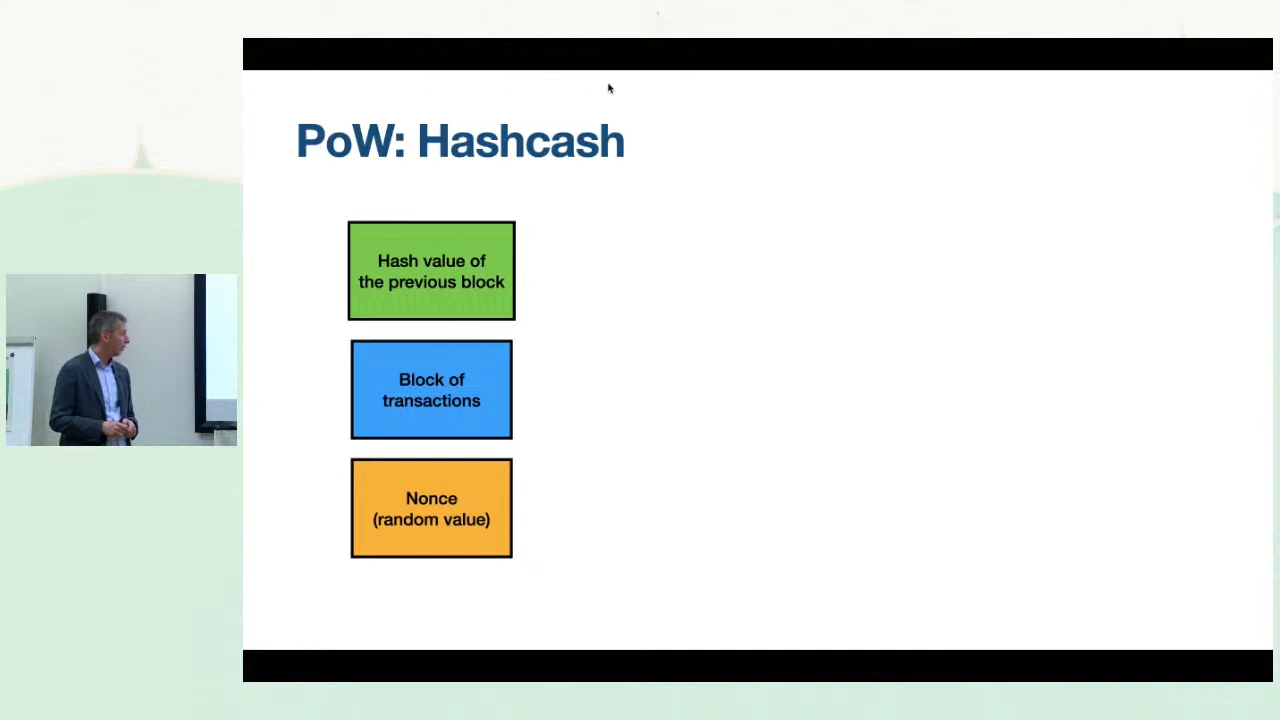 PoW: Hashcash
Hash value of
the previous block
Block of
transactions
Nonce
(random value)